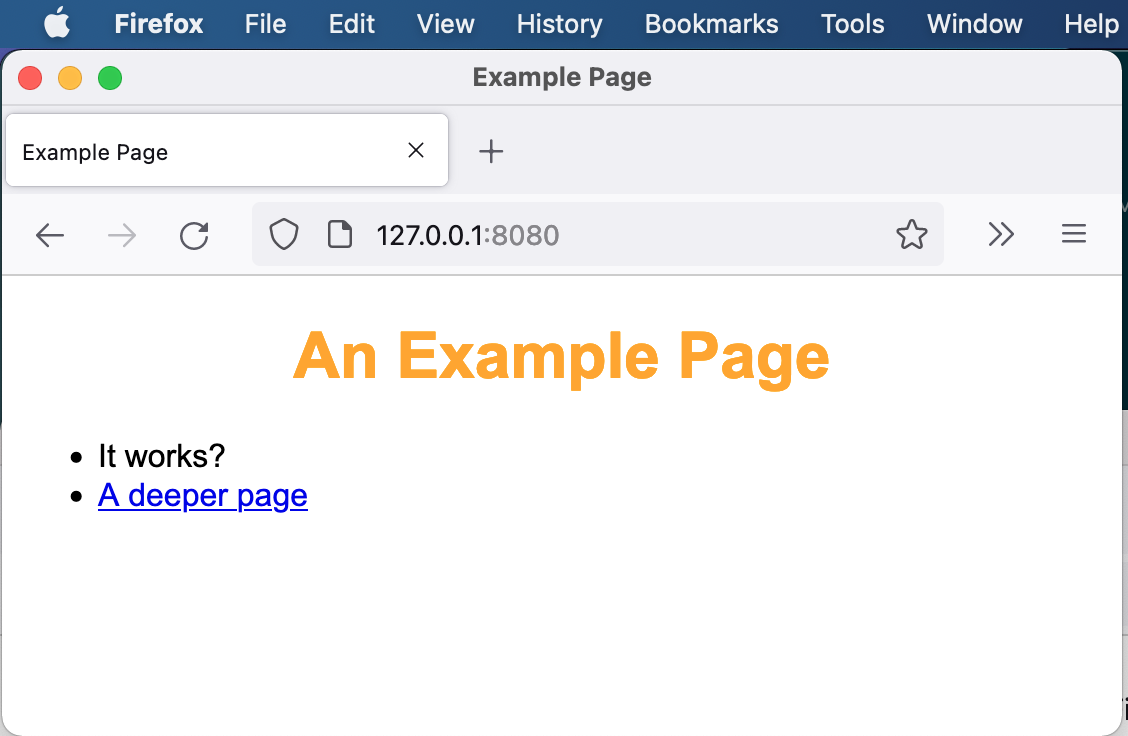 Firefox File Edit View History Bookmarks Tools Window Help
Example Page
Example Page
127.0.0.1:8080
An Example Page
It works?
A deeper page